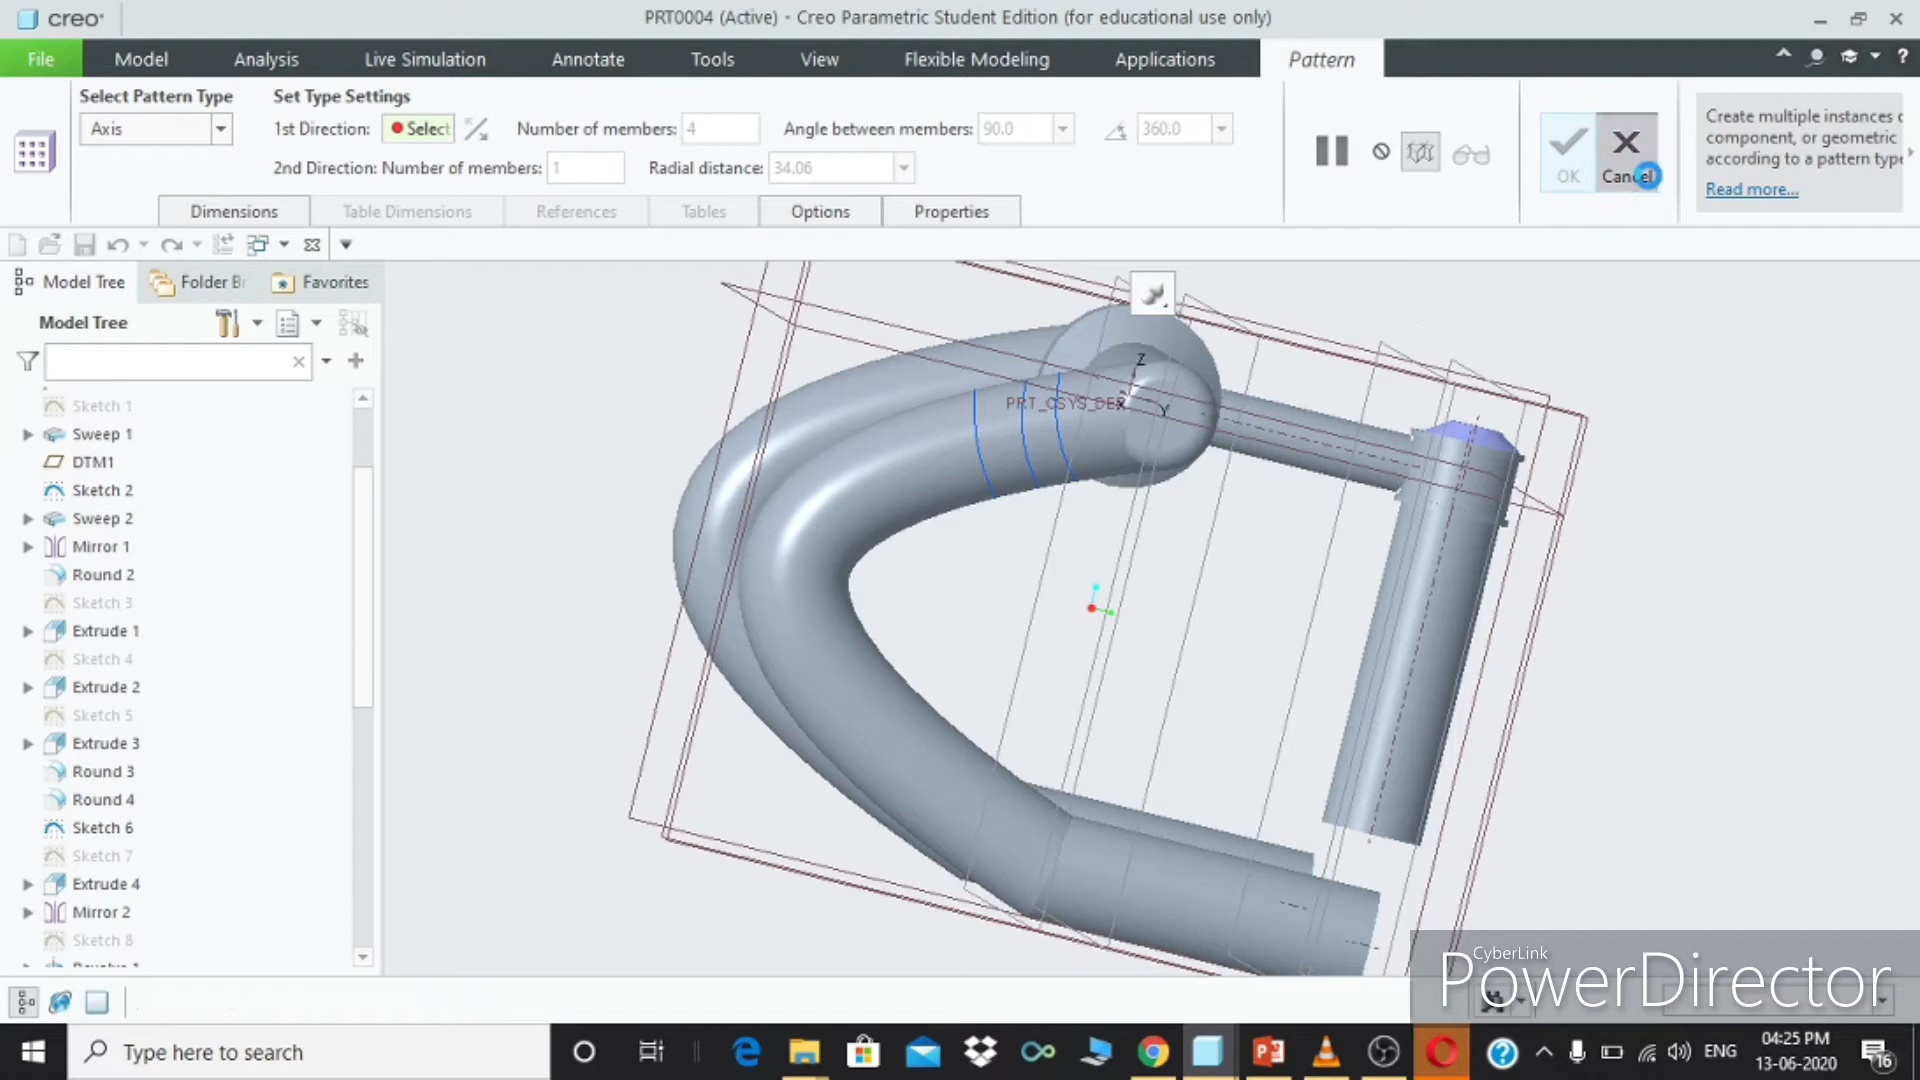 creo
PRT0004 (Active) - Creo Parametric Student Edition (for educational use only)
File Model Analysis Live Simulation Annotate Tools View Flexible Modeling Applications Pattern
Select Pattern Type
Set Type Settings
Axis
1st Direction: Select
Number of members: 4
Angle between members: 90.0
360.0
2nd Direction: Number of members: 1
Radial distance: 34.06
OK
Cancel
Create multiple instances
component, or geometric
according to a pattern type
Read more...
Dimensions Table Dimensions References Tables Options Properties
Model Tree Folder Br Favorites
Model Tree
Sketch 1
Sweep 1
DTM1
Sketch 2
Sweep 2
Mirror 1
Round 2
Sketch 3
Extrude 1
Sketch 4
Extrude 2
Sketch 5
Extrude 3
Round 3
Round 4
Sketch 6
Sketch 7
Extrude 4
Mirror 2
Sketch 8
Z
PRT_CSYS_DEF
X
Y
CyberLink
PowerDirector
Type here to search
ENG
04:25 PM
13-06-2020
16